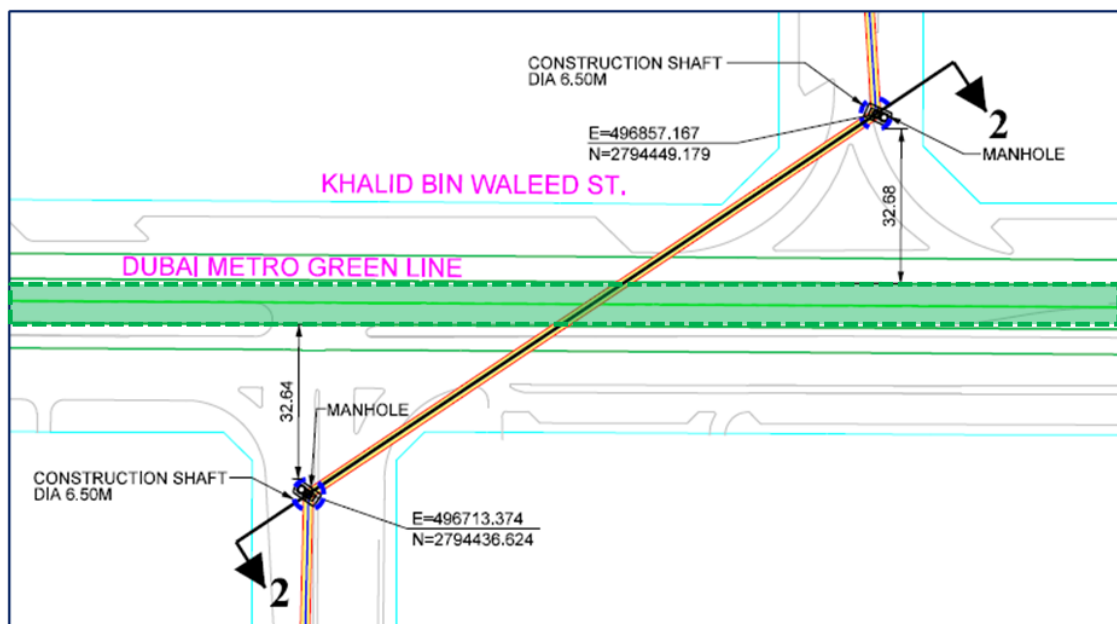 CONSTRUCTION SHAFT
DIA 6.50M
2
E=496857.167
N=2794449.179
MANHOLE
KHALID BIN WALEED ST.
32.68
DUBAI METRO GREEN LINE
32.64
MANHOLE
CONSTRUCTION SHAFT
DIA 6.50M
E=496713.374
N=2794436.624
2